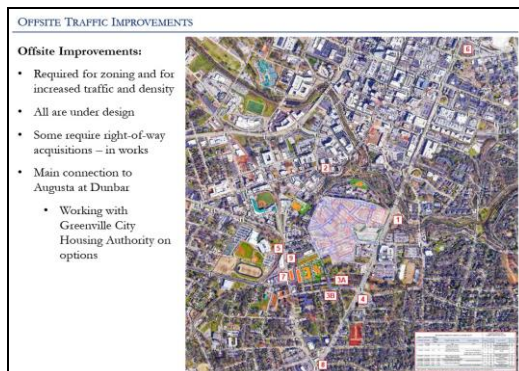 OFFSITE TRAFFIC IMPROVEMENTS
Offsite Improvements:
• Required for zoning and for
increased traffic and density
• All are under design
• Some require right-of-way
acquisitions – in works
• Main connection to
Augusta at Dunbar
• Working with
Greenville City
Housing Authority on
options
6
2
1
5
9
7
3A
3B
4
8